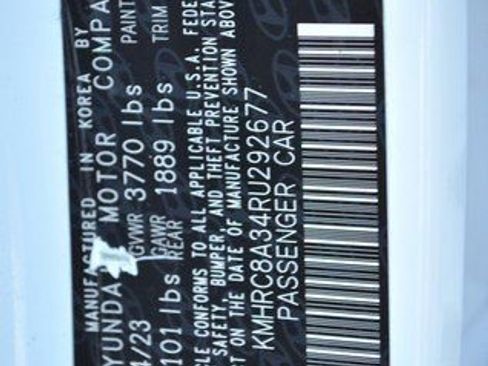 MANUFACTURED IN KOREA BY
YUNDAI MOTOR COMPA
4/23 GVWR 3770 lbs PAINT
101 lbs GAWR REAR 1889 lbs TRIM
CLE CONFORMS TO ALL APPLICABLE U.S.A. FEDE
SAFETY, BUMPER, AND THEFT PREVENTION STA
CT ON THE DATE OF MANUFACTURE SHOWN ABOV
KMHRC8A34RU292677
PASSENGER CAR